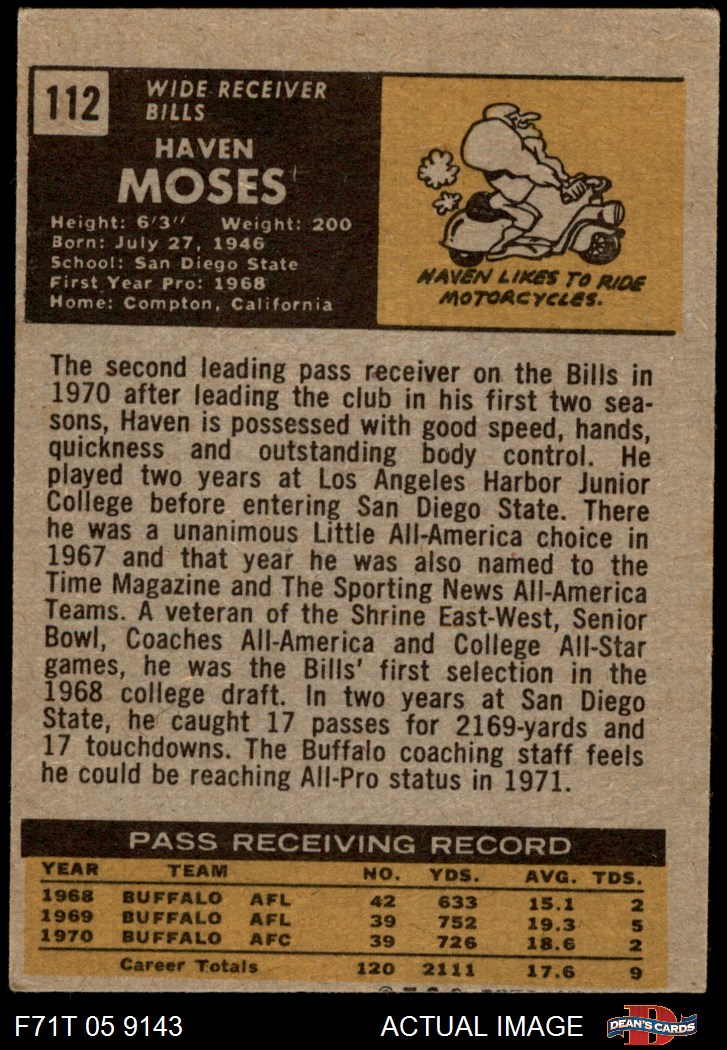 112
WIDE RECEIVER
BILLS
HAVEN
MOSES
Height: 6'3" Weight: 200
Born: July 27, 1946
School: San Diego State
First Year Pro: 1968
Home: Compton, California
HAVEN LIKES TO RIDE
MOTORCYCLES.
The second leading pass receiver on the Bills in
1970 after leading the club in his first two sea-
sons, Haven is possessed with good speed, hands,
quickness and outstanding body control. He
played two years at Los Angeles Harbor Junior
College before entering San Diego State. There
he was a unanimous Little All-America choice in
1967 and that year he was also named to the
Time Magazine and The Sporting News All-America
Teams. A veteran of the Shrine East-West, Senior
Bowl, Coaches All-America and College All-Star
games, he was the Bills' first selection in the
1968 college draft. In two years at San Diego
State, he caught 17 passes for 2169-yards and
17 touchdowns. The Buffalo coaching staff feels
he could be reaching All-Pro status in 1971.
PASS RECEIVING RECORD
YEAR TEAM NO. YDS. AVG. TDS.
1968 BUFFALO AFL 42 633 15.1 2
1969 BUFFALO AFL 39 752 19.3 5
1970 BUFFALO AFC 39 726 18.6 2
Career Totals 120 2111 17.6 9
F71T 05 9143 ACTUAL IMAGE DEAN'S CARDS